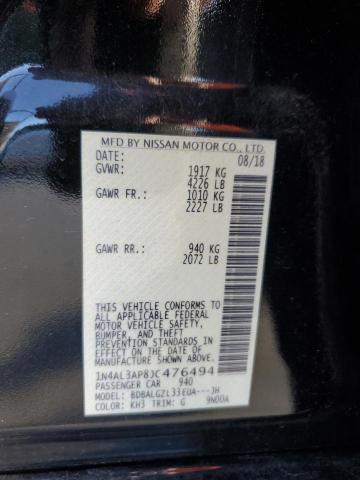 MFD BY NISSAN MOTOR CO., LTD.
DATE: 08/18
GVWR: 1917 KG
4226 LB
GAWR FR.: 1010 KG
2227 LB
GAWR RR.: 940 KG
2072 LB
THIS VEHICLE CONFORMS TO
ALL APPLICABLE FEDERAL
MOTOR VEHICLE SAFETY,
BUMPER, AND THEFT
PREVENTION STANDARDS IN
EFFECT ON THE DATE OF
MANUFACTURE SHOWN ABOVE.
1N4AL3AP8JC476494
PASSENGER CAR 940
MODEL: BDBALGZL33EUA---JH
COLOR: KH3 TRIM: G 9N00A